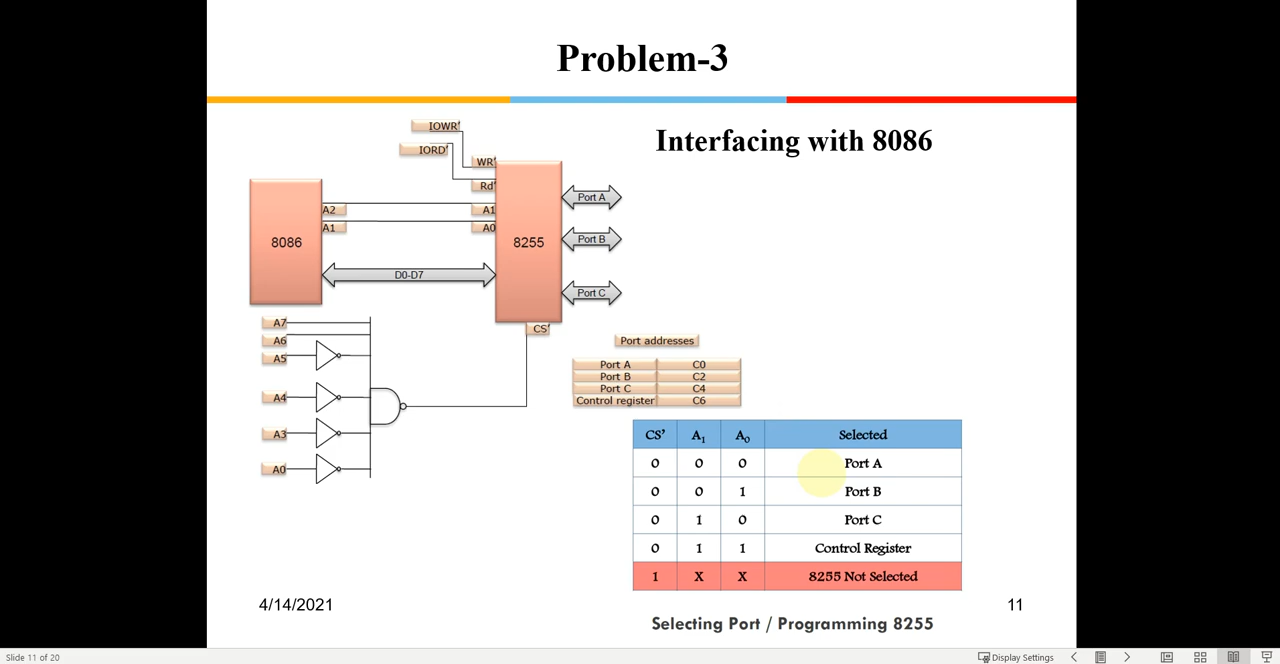 Problem-3
Interfacing with 8086
IOWR'
IORD'
WR'
Rd'
A2
A1
A1
A0
8086
8255
D0-D7
Port A
Port B
Port C
CS'
A7
A6
A5
A4
A3
A0
Port addresses
Port A C0
Port B C2
Port C C4
Control register C6
CS' A1 A0 Selected
0 0 0 Port A
0 0 1 Port B
0 1 0 Port C
0 1 1 Control Register
1 X X 8255 Not Selected
4/14/2021
11
Selecting Port / Programming 8255
Slide 11 of 20
Display Settings